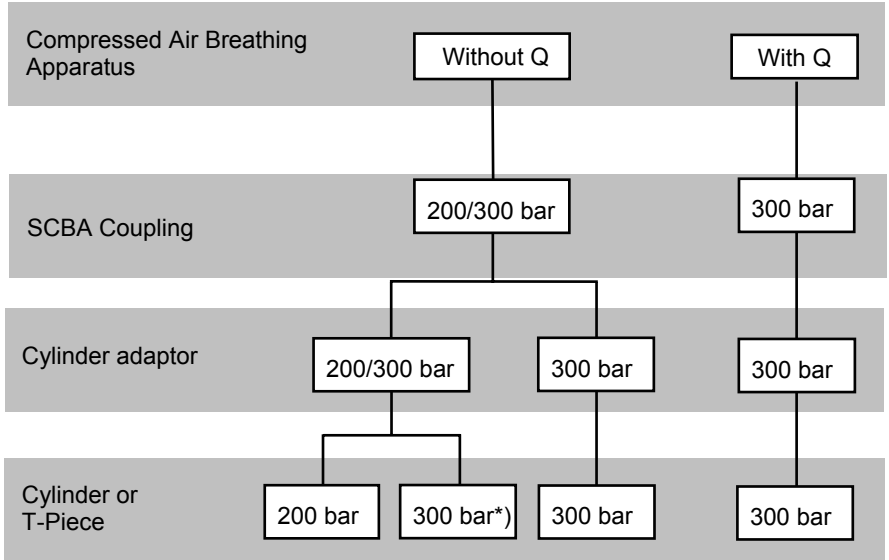 Compressed Air Breathing
Apparatus
Without Q
With Q
SCBA Coupling
200/300 bar
300 bar
Cylinder adaptor
200/300 bar
300 bar
300 bar
Cylinder or
T-Piece
200 bar
300 bar*)
300 bar
300 bar